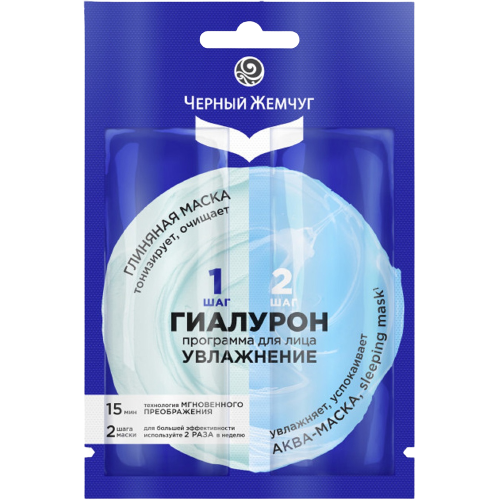 ЧЕРНЫЙ ЖЕМЧУГ
ГЛИНЯНАЯ МАСКА
тонизирует, очищает
1
ШАГ
2
ШАГ
ГИАЛУРОН
программа для лица
УВЛАЖНЕНИЕ
увлажняет, успокаивает
АКВА-МАСКА, sleeping mask¹
15 мин
технология МГНОВЕННОГО
ПРЕОБРАЖЕНИЯ
2 шага
маски
для большей эффективности
используйте 2 РАЗА в неделю